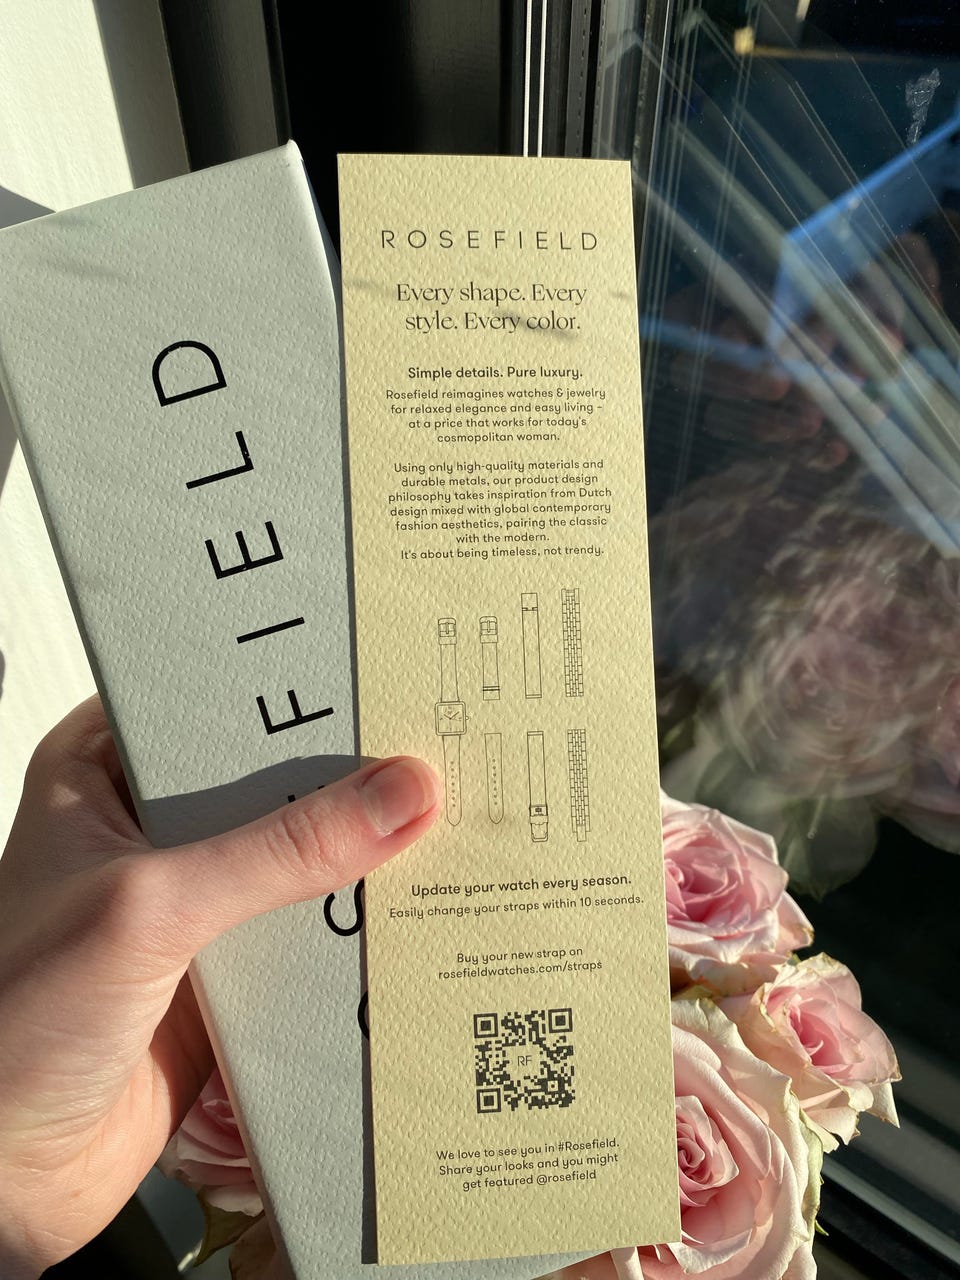 ROSEFIELD
Every shape. Every
style. Every color.
Simple details. Pure luxury.
Rosefield reimagines watches & jewelry
for relaxed elegance and easy living –
at a price that works for today's
cosmopolitan woman.
Using only high-quality materials and
durable metals, our product design
philosophy takes inspiration from Dutch
design mixed with global contemporary
fashion aesthetics, pairing the classic
with the modern.
It's about being timeless, not trendy.
Update your watch every season.
Easily change your straps within 10 seconds.
Buy your new strap on
rosefieldwatches.com/straps
RF
We love to see you in #Rosefield.
Share your looks and you might
get featured @rosefield
SEFIELD